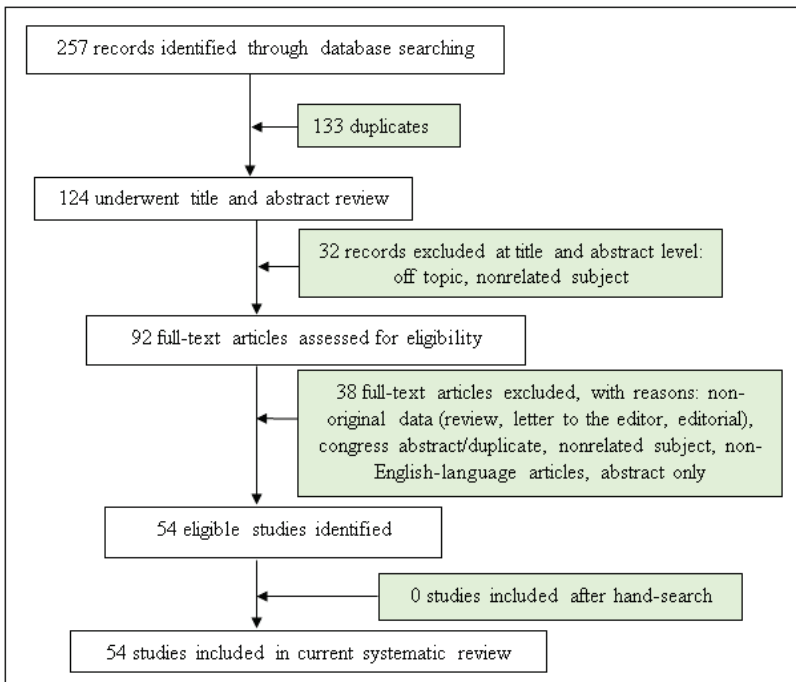 257 records identified through database searching
133 duplicates
124 underwent title and abstract review
32 records excluded at title and abstract level:
off topic, nonrelated subject
92 full-text articles assessed for eligibility
38 full-text articles excluded, with reasons: non-
original data (review, letter to the editor, editorial),
congress abstract/duplicate, nonrelated subject, non-
English-language articles, abstract only
54 eligible studies identified
0 studies included after hand-search
54 studies included in current systematic review